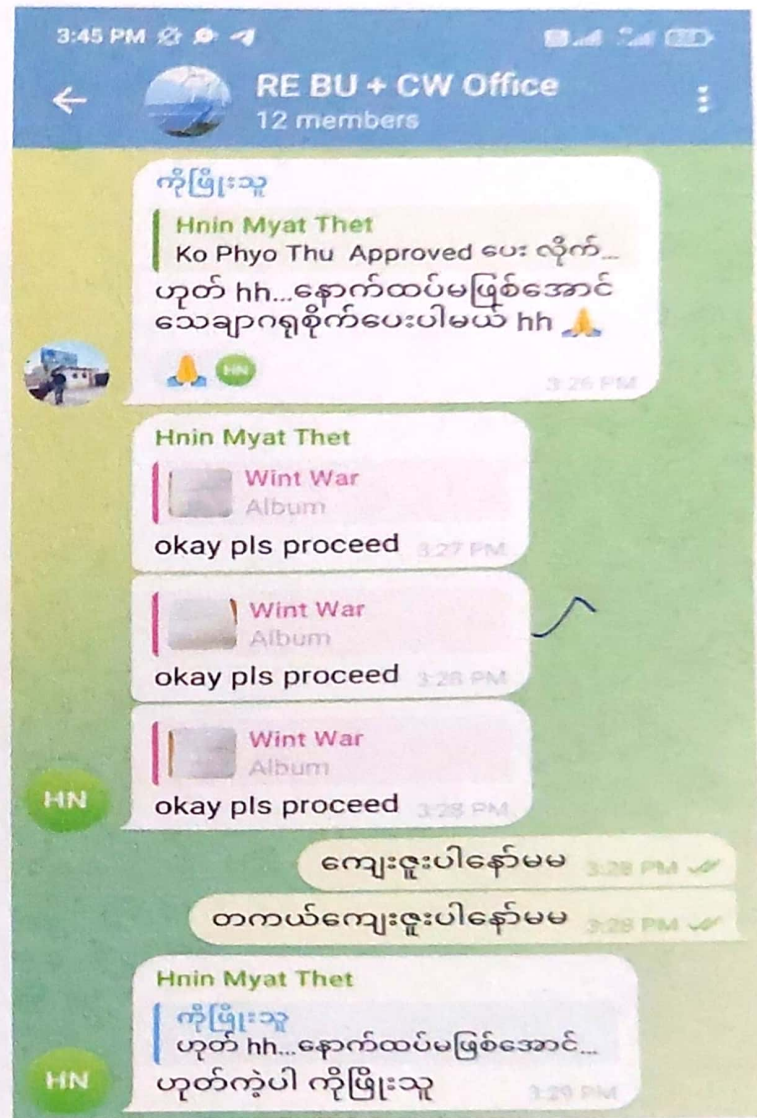 3:45 PM
RE BU + CW Office
12 members
ကိုဖြိုးသူ
Hnin Myat Thet
Ko Phyo Thu Approved ပေး လိုက်...
ဟုတ် hh...နောက်ထပ်မဖြစ်အောင်
သေချာဂရုစိုက်ပေးပါမယ် hh 🙏
🙏 HN
3:26 PM
Hnin Myat Thet
Wint War
Album
okay pls proceed 3:27 PM
Wint War
Album
okay pls proceed 3:28 PM
Wint War
Album
HN
okay pls proceed 3:28 PM
ကျေးဇူးပါနော်မမ 3:28 PM
တကယ်ကျေးဇူးပါနော်မမ 3:28 PM
Hnin Myat Thet
ကိုဖြိုးသူ
ဟုတ် hh...နောက်ထပ်မဖြစ်အောင်...
HN
ဟုတ်ကဲ့ပါ ကိုဖြိုးသူ 3:29 PM